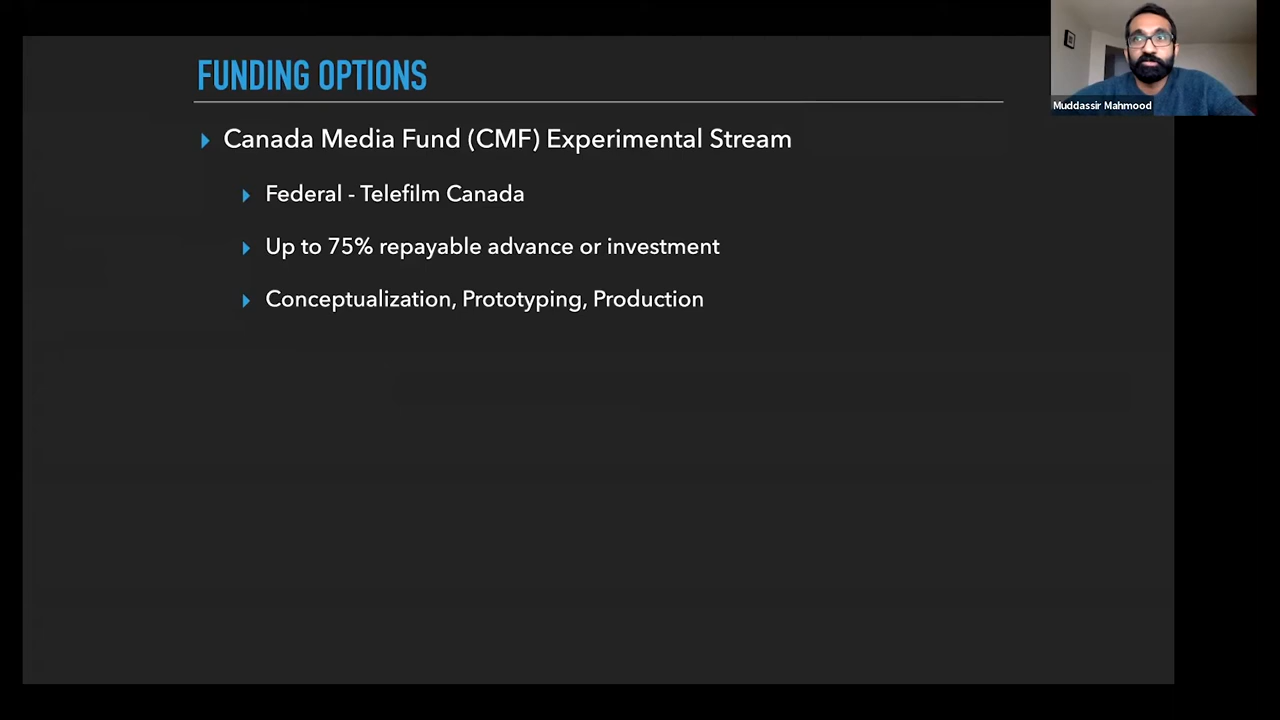 FUNDING OPTIONS
Muddassir Mahmood
Canada Media Fund (CMF) Experimental Stream
Federal - Telefilm Canada
Up to 75% repayable advance or investment
Conceptualization, Prototyping, Production